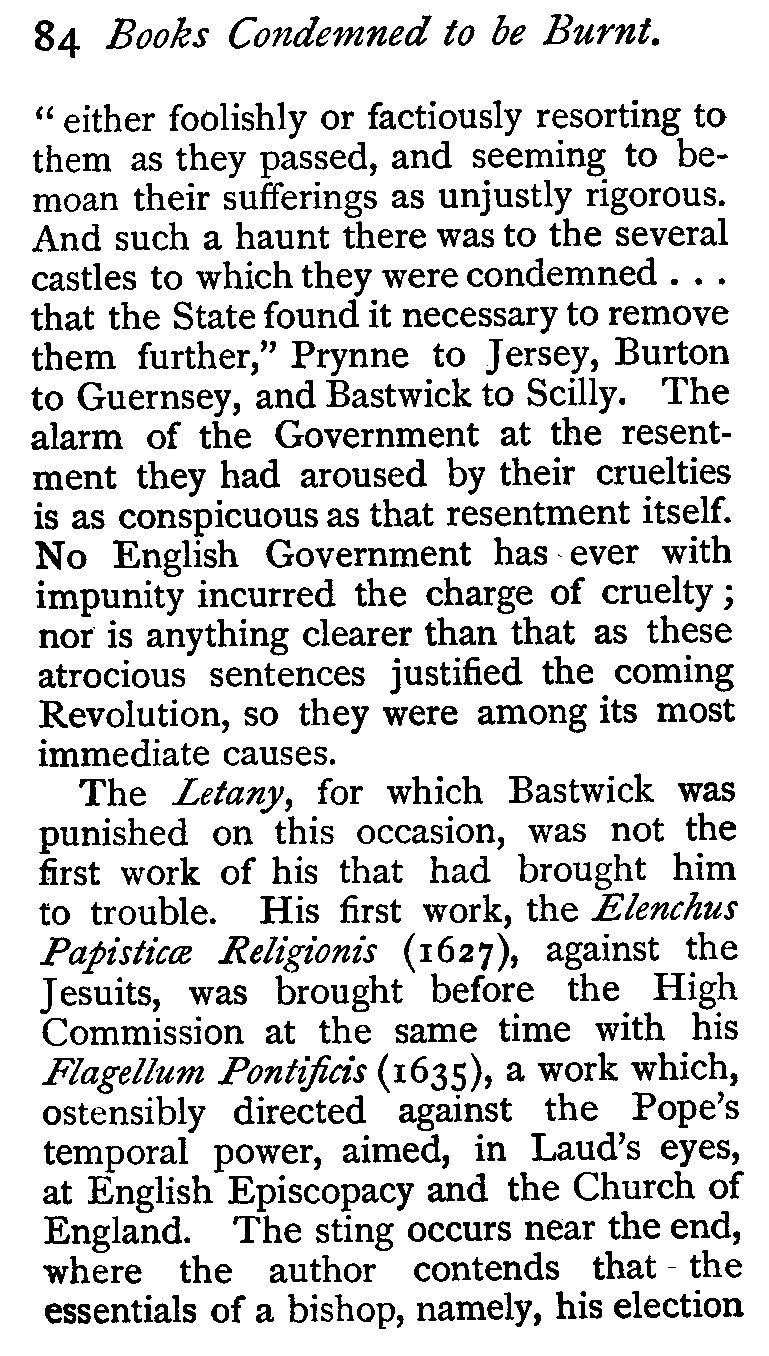 84 Books Condemned to be Burnt.
“either foolishly or factiously resorting to
them as they passed, and seeming to be-
moan their sufferings as unjustly rigorous.
And such a haunt there was to the several
castles to which they were condemned . . .
that the State found it necessary to remove
them further,” Prynne to Jersey, Burton
to Guernsey, and Bastwick to Scilly. The
alarm of the Government at the resent-
ment they had aroused by their cruelties
is as conspicuous as that resentment itself.
No English Government has ever with
impunity incurred the charge of cruelty ;
nor is anything clearer than that as these
atrocious sentences justified the coming
Revolution, so they were among its most
immediate causes.
The Letany, for which Bastwick was
punished on this occasion, was not the
first work of his that had brought him
to trouble. His first work, the Elenchus
Papisticæ Religionis (1627), against the
Jesuits, was brought before the High
Commission at the same time with his
Flagellum Pontificis (1635), a work which,
ostensibly directed against the Pope’s
temporal power, aimed, in Laud’s eyes,
at English Episcopacy and the Church of
England. The sting occurs near the end,
where the author contends that the
essentials of a bishop, namely, his election